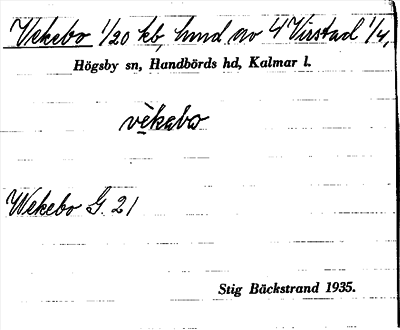 Vekebo 1/20 kb, hmd av 4 Virstad 1/4,
Högsby sn, Handbörds hd, Kalmar l.
vèkabo
Wekebo G. 21
Stig Bäckstrand 1935.